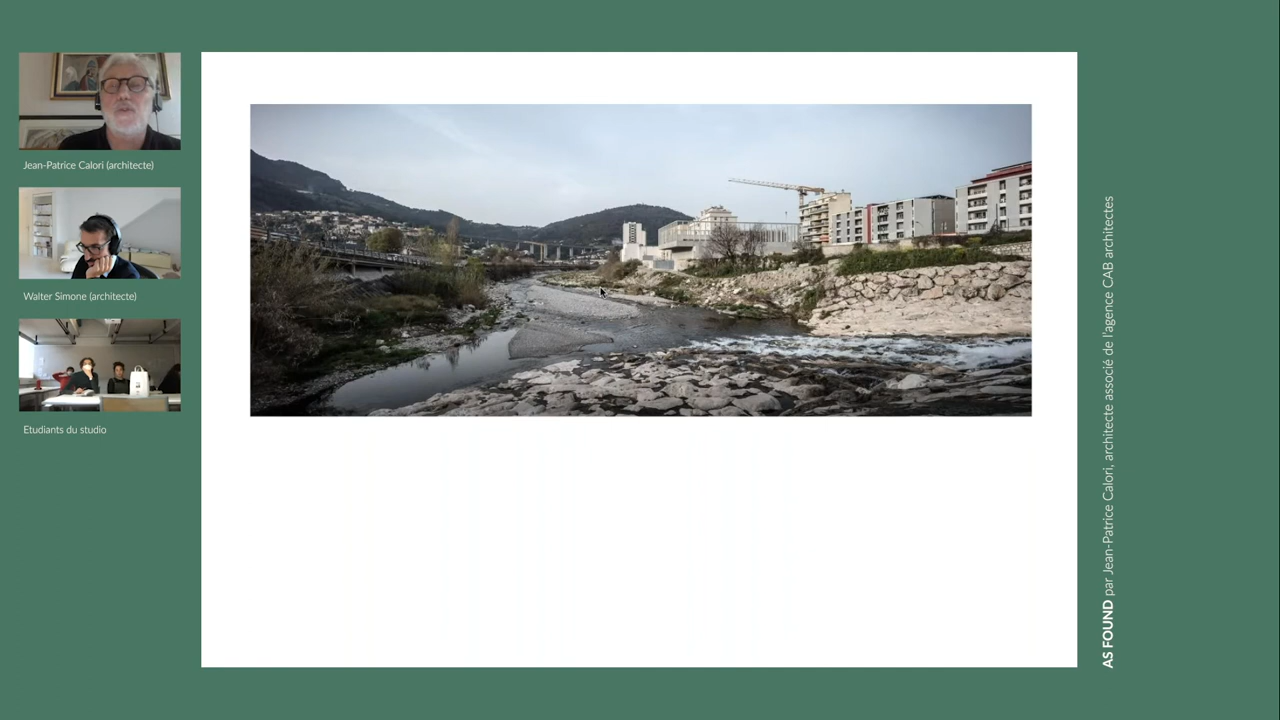 Jean-Patrice Calori (architecte)
Walter Simone (architecte)
Etudiants du studio
AS FOUND par Jean-Patrice Calori, architecte associé de l'agence CAB architectes